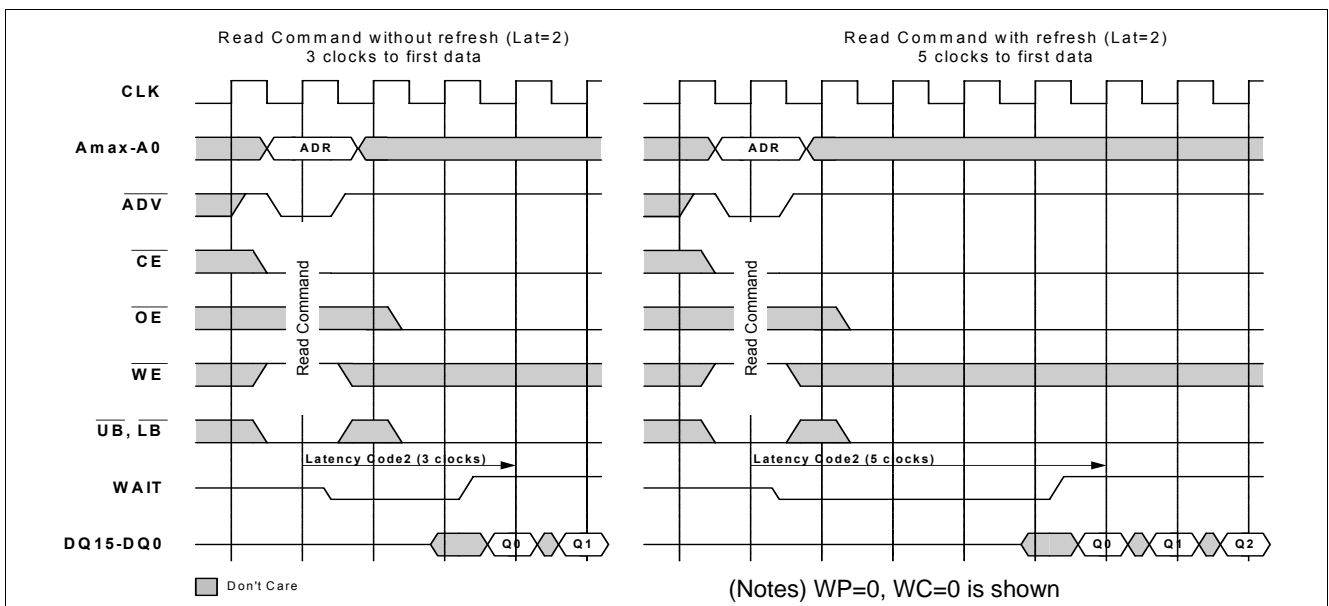 Read Command without refresh (Lat=2)
3 clocks to first data
Read Command with refresh (Lat=2)
5 clocks to first data
CLK
Amax-A0
ADR
ADR
ADV
CE
Read Command
Read Command
OE
WE
UB, LB
Latency Code2 (3 clocks)
Latency Code2 (5 clocks)
WAIT
DQ15-DQ0
Q0
Q1
Q0
Q1
Q2
Don't Care
(Notes) WP=0, WC=0 is shown